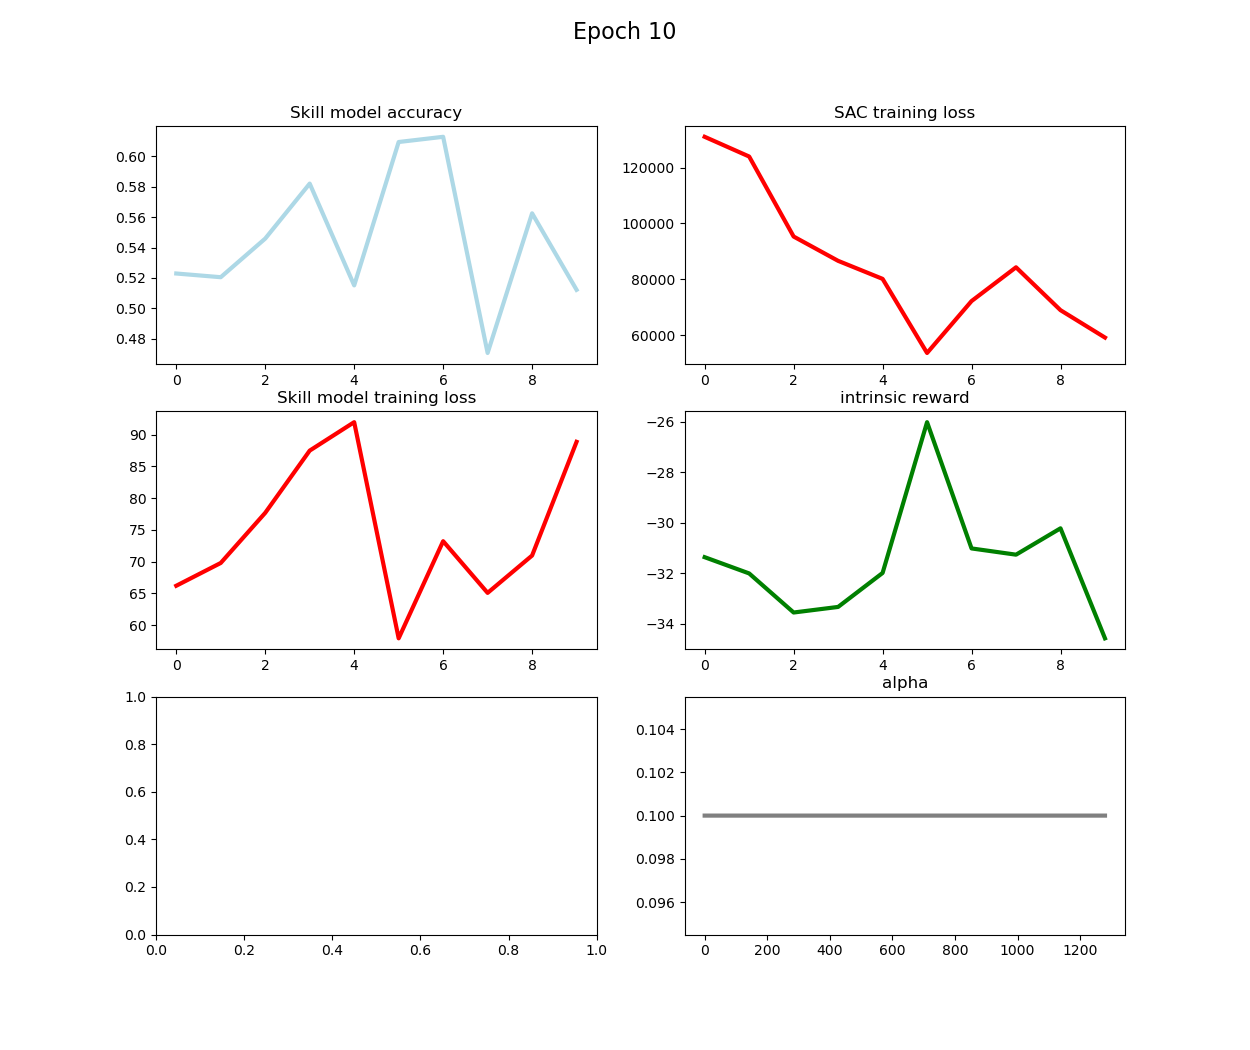 Epoch 10
Skill model accuracy
0.60
0.58
0.56
0.54
0.52
0.50
0.48
0 2 4 6 8
SAC training loss
120000
100000
80000
60000
0 2 4 6 8
Skill model training loss
90
85
80
75
70
65
60
0 2 4 6 8
intrinsic reward
−26
−28
−30
−32
−34
0 2 4 6 8
1.0
0.8
0.6
0.4
0.2
0.0
0.0 0.2 0.4 0.6 0.8 1.0
alpha
0.104
0.102
0.100
0.098
0.096
0 200 400 600 800 1000 1200